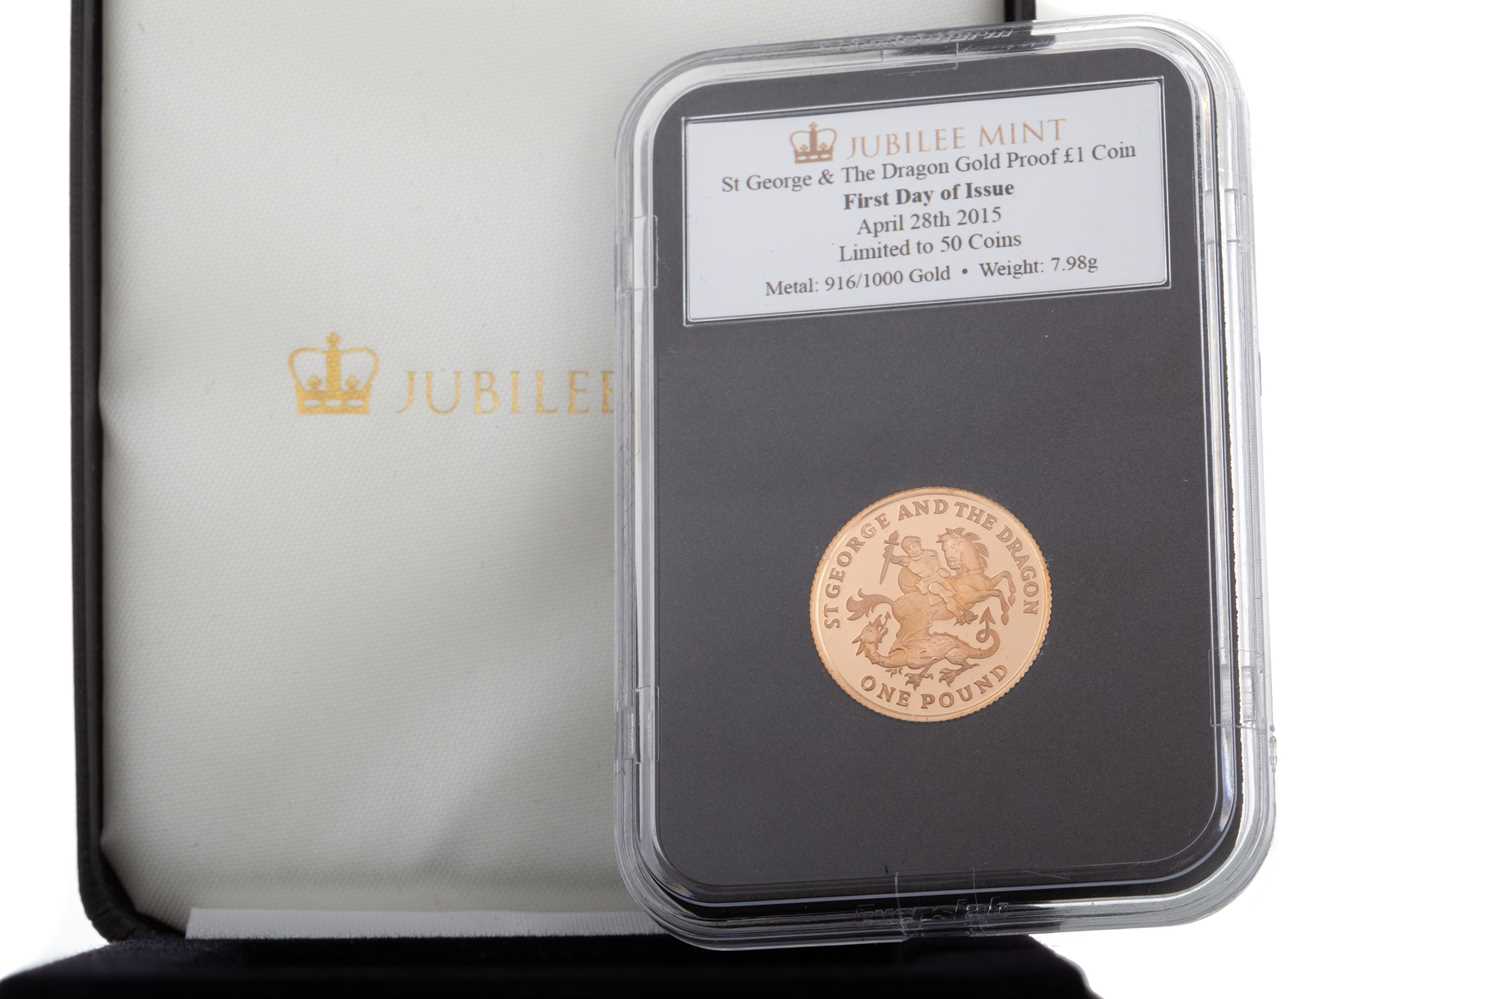 JUBILEE MINT
St George & The Dragon Gold Proof £1 Coin
First Day of Issue
April 28th 2015
Limited to 50 Coins
Metal: 916/1000 Gold • Weight: 7.98g
JUBILEE
ST GEORGE AND THE DRAGON
ONE POUND